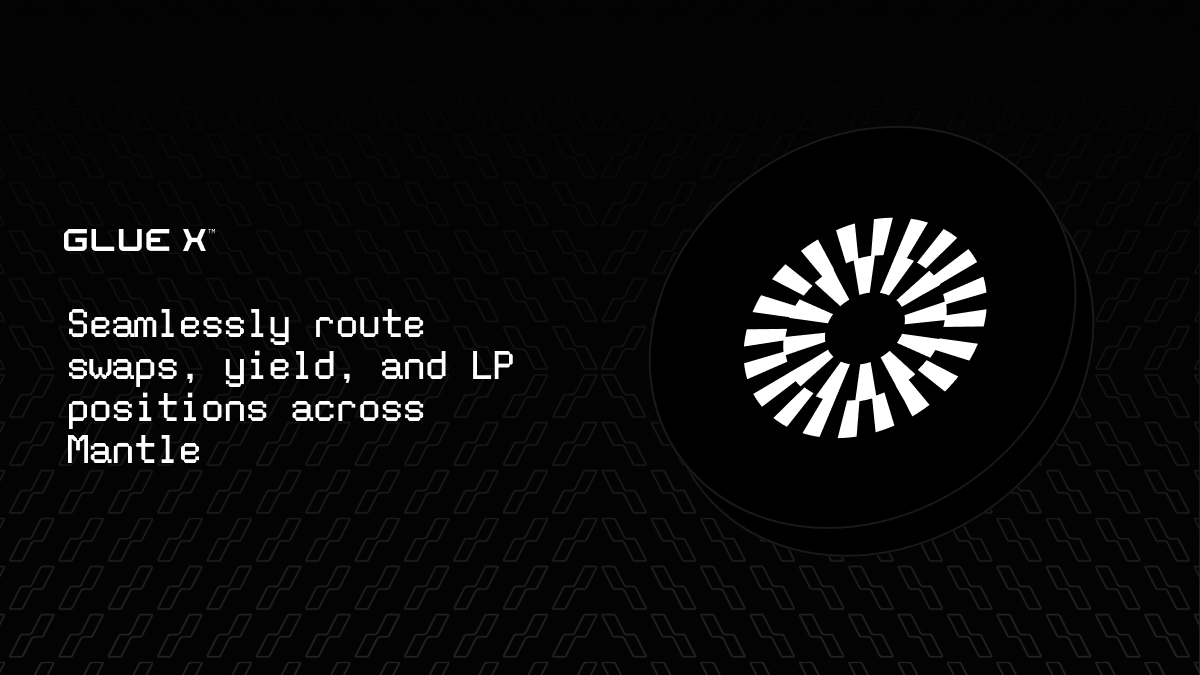 GLUE X™
Seamlessly route
swaps, yield, and LP
positions across
Mantle